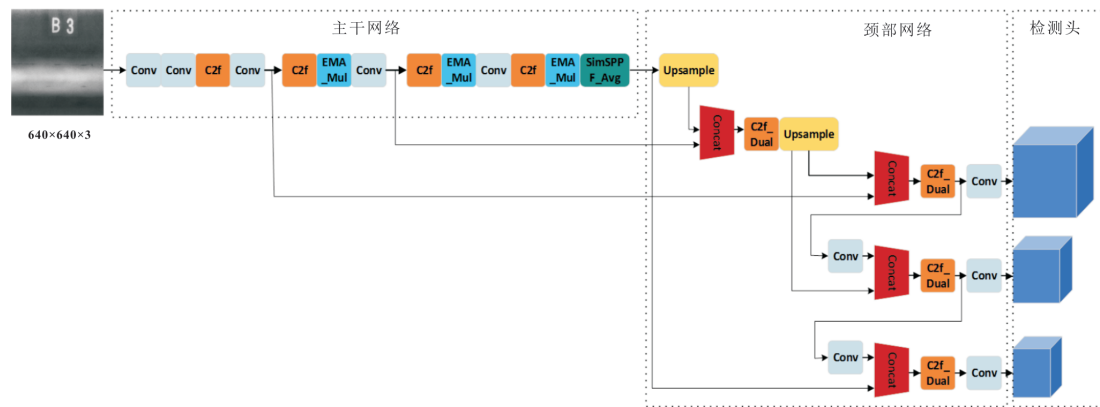 B 3
640×640×3
主干网络
Conv
Conv
C2f
Conv
C2f
EMA
_Mul
Conv
C2f
EMA
_Mul
Conv
C2f
EMA
_Mul
SimSPP
F_Avg
颈部网络
Upsample
Concat
C2f_
Dual
Upsample
Concat
C2f_
Dual
Conv
Conv
Concat
C2f_
Dual
Conv
Conv
Concat
C2f_
Dual
Conv
检测头